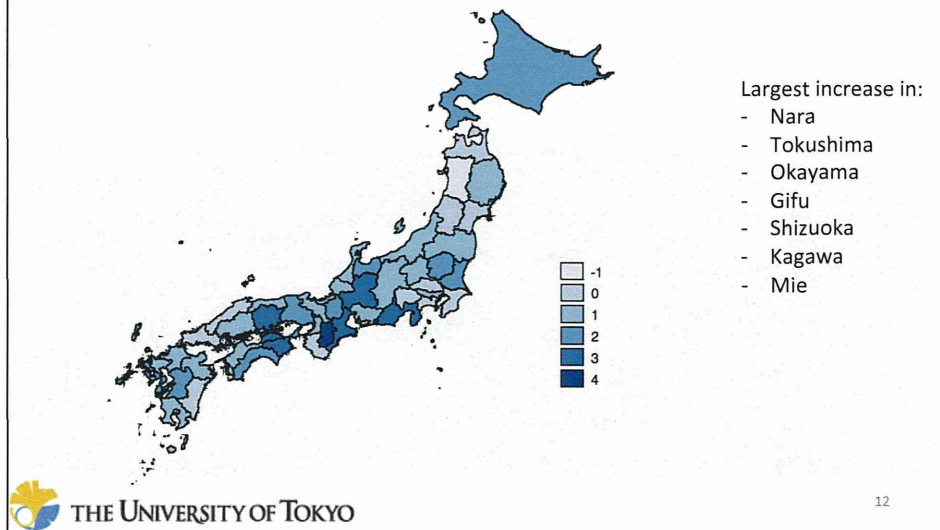 Largest increase in:
- Nara
- Tokushima
- Okayama
- Gifu
- Shizuoka
- Kagawa
- Mie
-1
0
1
2
3
4
THE UNIVERSITY OF TOKYO
12